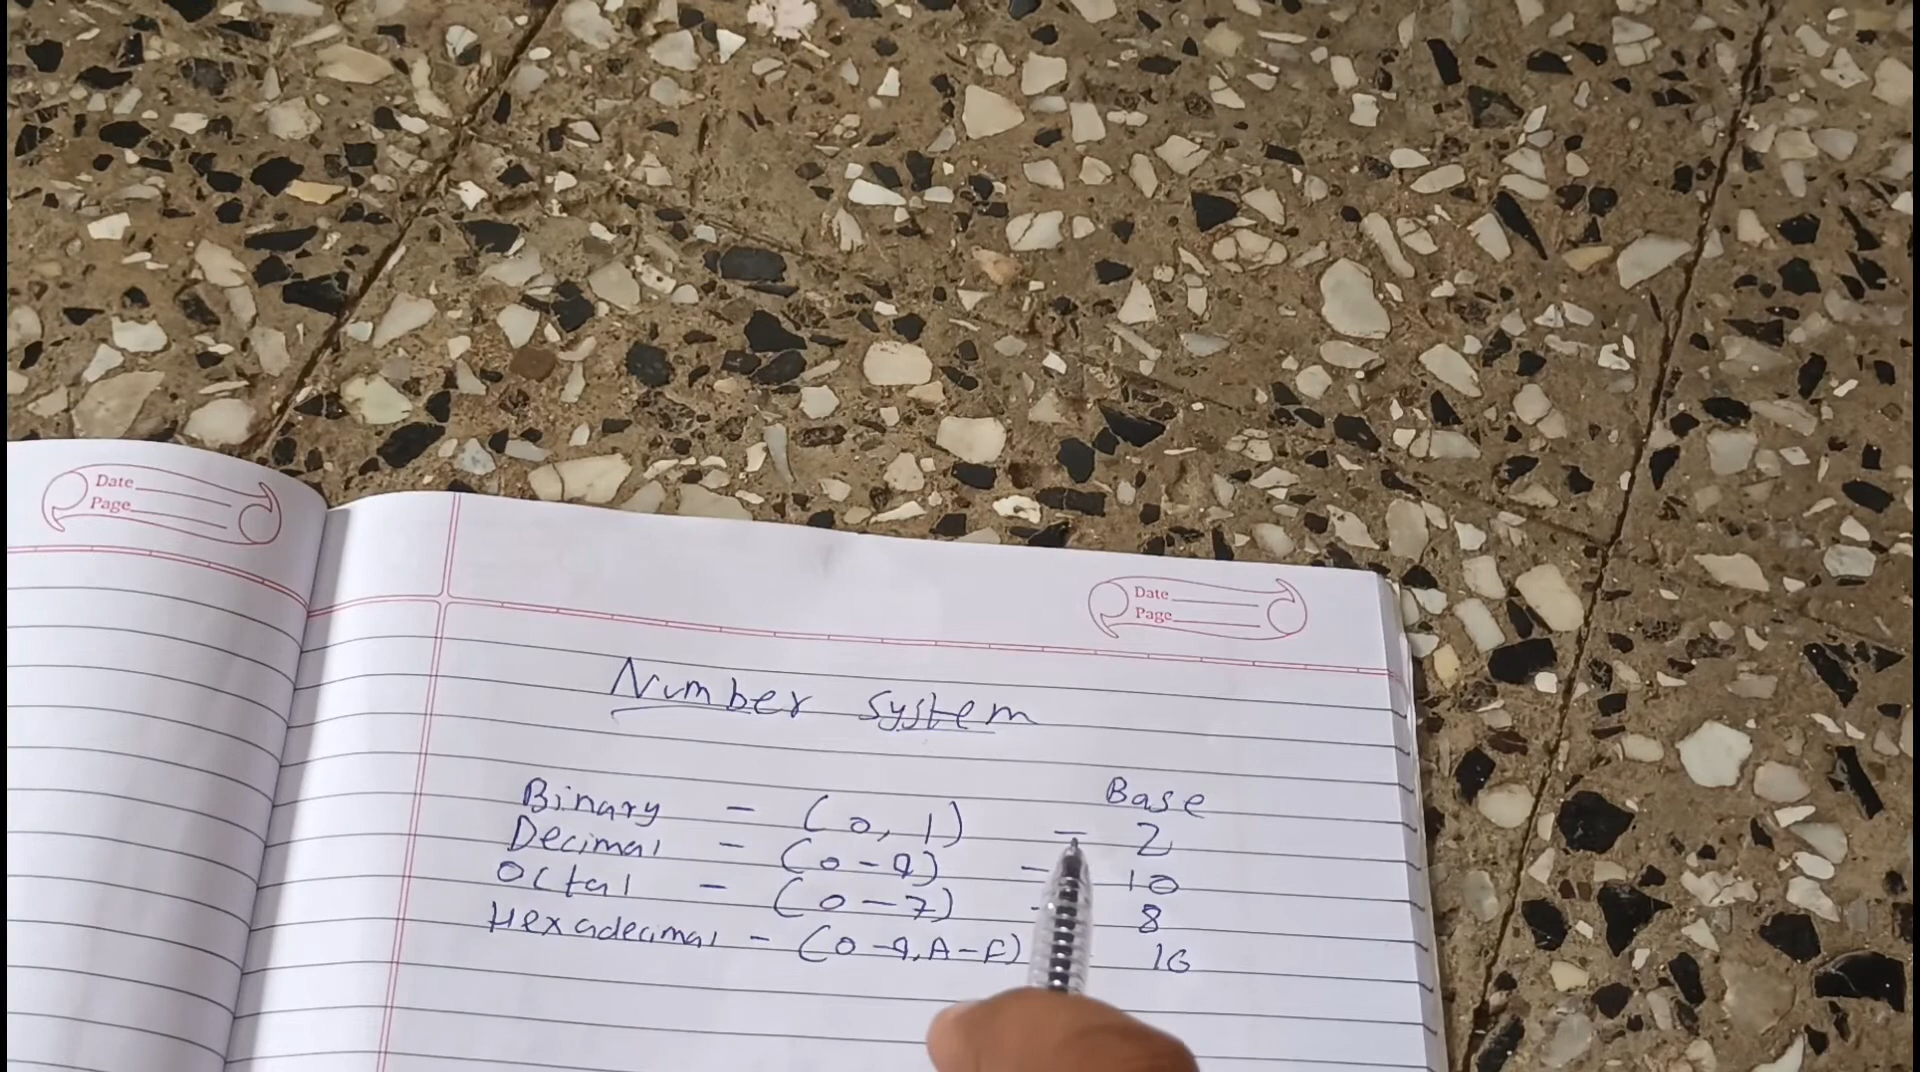 Date
Page
Date
Page
Number system
Base
Binary - (0, 1) - 2
Decimal - (0-9) - 10
Octal - (0-7) - 8
Hexadecimal - (0-9, A-F) 16